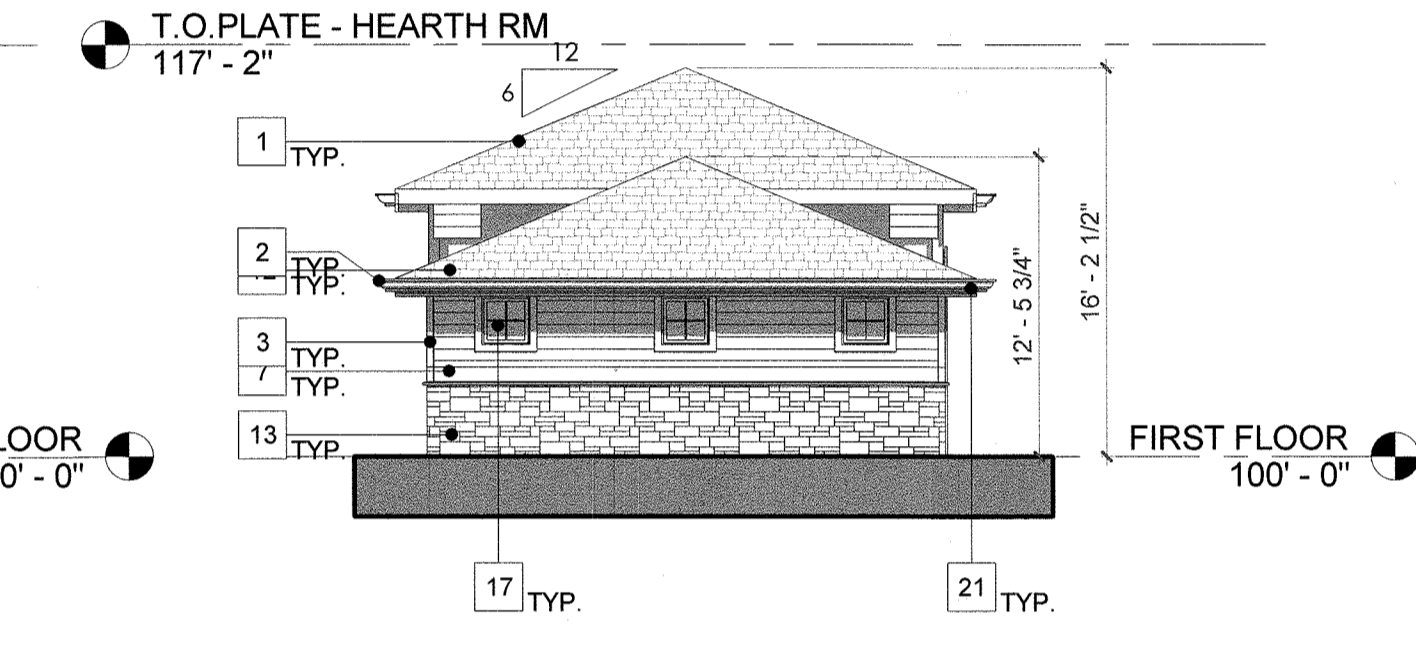 T.O.PLATE - HEARTH RM
117' - 2"
12
6
1
TYP.
2
TYP.
TYP.
3
TYP.
7
TYP.
13
TYP.
12' - 5 3/4"
16' - 2 1/2"
LOOR
0' - 0"
FIRST FLOOR
100' - 0"
17
TYP.
21
TYP.